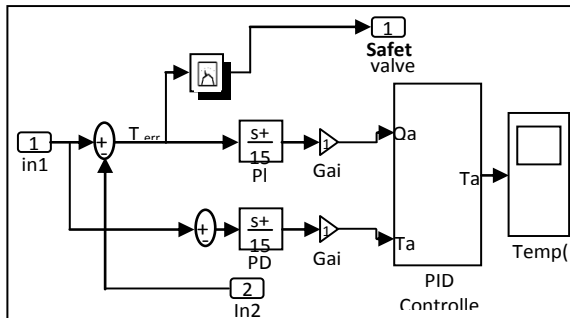 1
Safet
valve
T err
1
in1
+
-
s+
15
PI
1
Gai
Qa
Ta
Ta
Temp(
+
-
s+
15
PD
1
Gai
PID
Controlle
2
In2